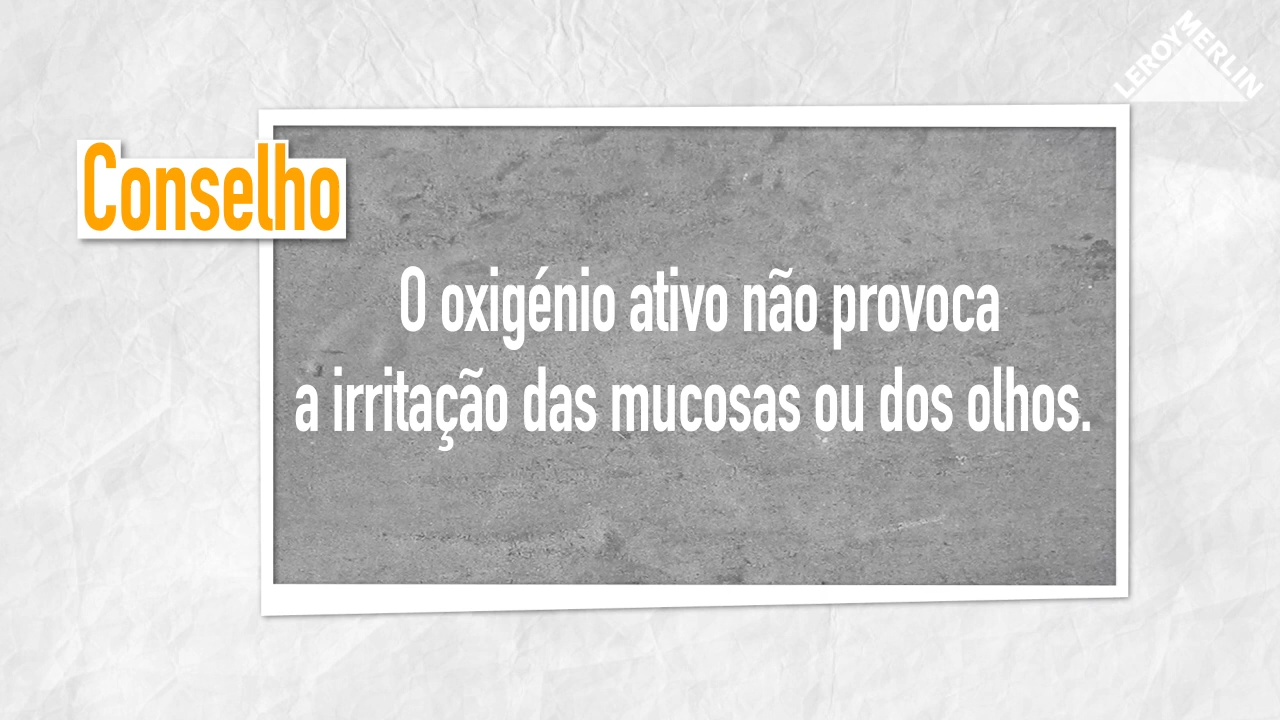 LEROY MERLIN
Conselho
O oxigénio ativo não provoca
a irritação das mucosas ou dos olhos.